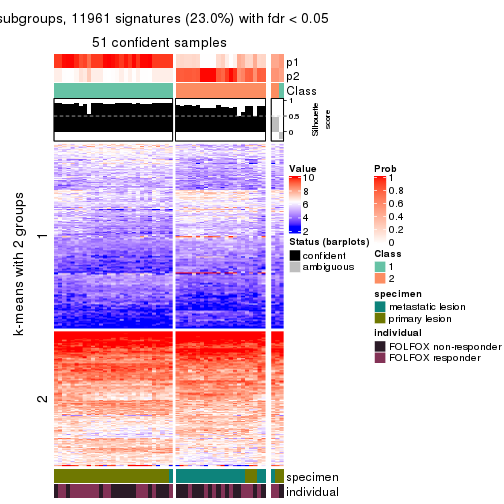 subgroups, 11961 signatures (23.0%) with fdr < 0.05
51 confident samples
p1
p2
Class
1
0.5
0
Silhouette
score
k-means with 2 groups
1
2
specimen
individual
Value
10
8
6
4
2
Status (barplots)
confident
ambiguous
Prob
1
0.8
0.6
0.4
0.2
0
Class
1
2
specimen
metastatic lesion
primary lesion
individual
FOLFOX non-responder
FOLFOX responder